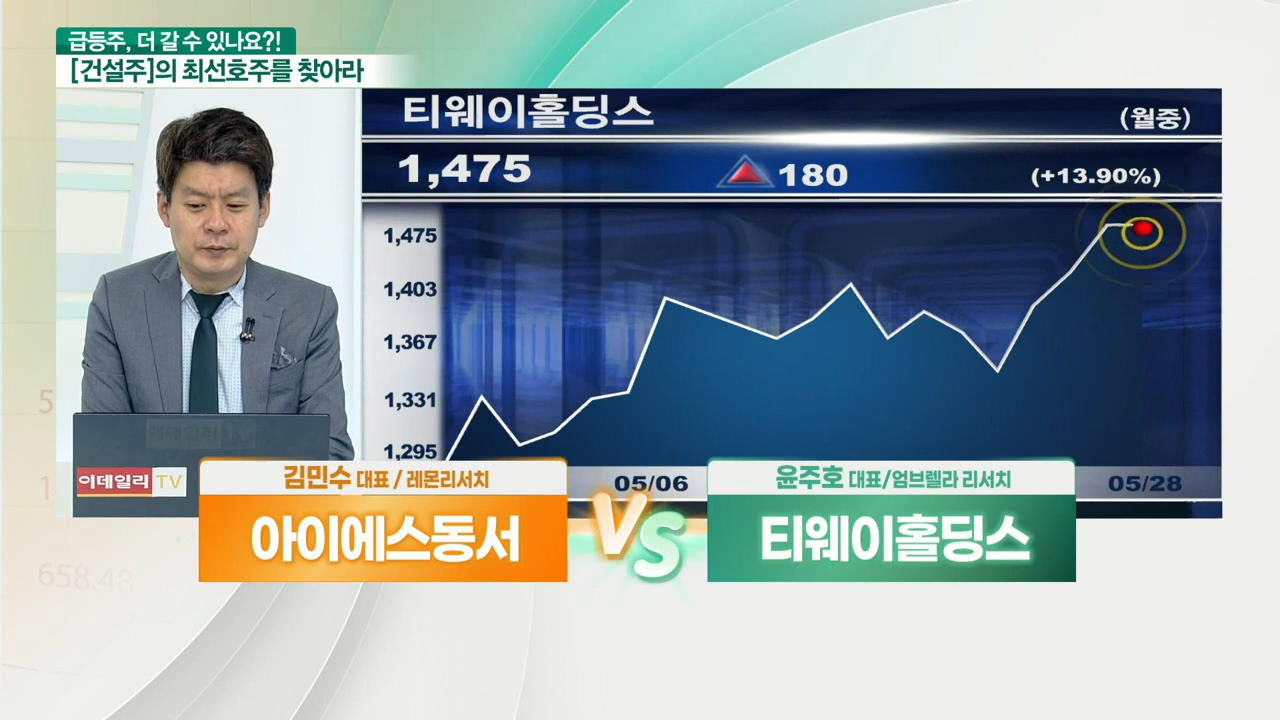 급등주, 더 갈 수 있나요?!
[건설주]의 최선호주를 찾아라
티웨이홀딩스
(월중)
1,475
180
(+13.90%)
1,475
1,403
1,367
1,331
1,295
05/06
05/28
이데일리 TV
김민수 대표 / 레몬리서치
아이에스동서
VS
윤주호 대표/엄브렐라 리서치
티웨이홀딩스
658.48